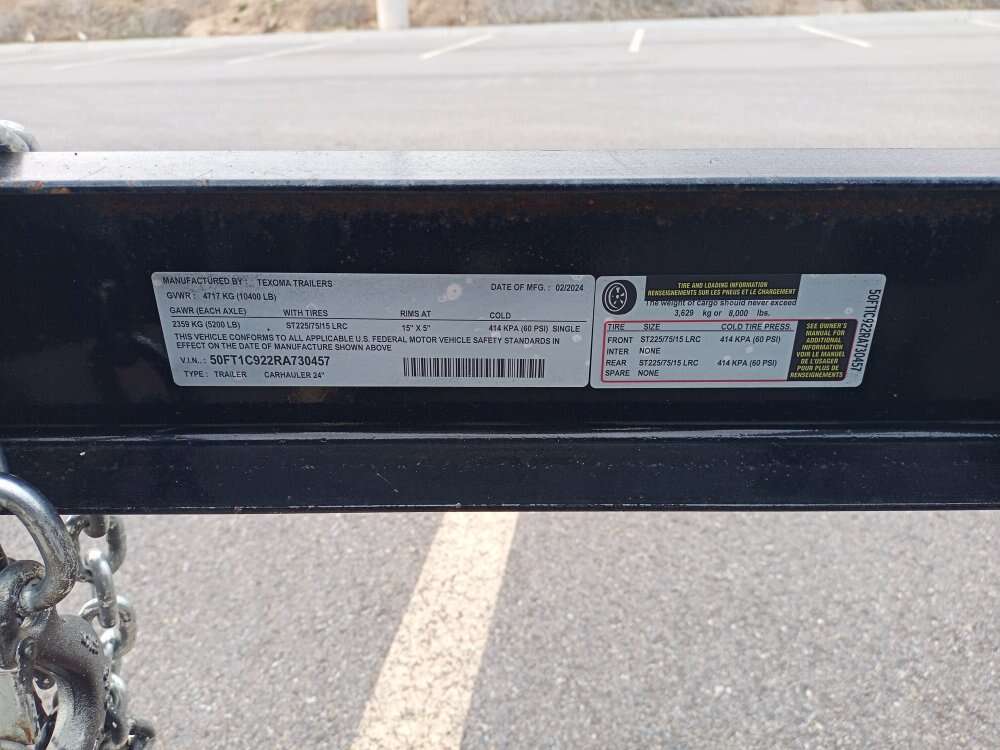 MANUFACTURED BY : TEXOMA TRAILERS
DATE OF MFG. : 02/2024
GVWR : 4717 KG (10400 LB)
GAWR (EACH AXLE) WITH TIRES RIMS AT COLD
2359 KG (5200 LB) ST225/75/15 LRC 15" X 5" 414 KPA (60 PSI) SINGLE
THIS VEHICLE CONFORMS TO ALL APPLICABLE U.S. FEDERAL MOTOR VEHICLE SAFETY STANDARDS IN
EFFECT ON THE DATE OF MANUFACTURE SHOWN ABOVE
V.I.N.: 50FT1C922RA730457
TYPE : TRAILER CARHAULER 24"
TIRE AND LOADING INFORMATION
RENSEIGNEMENTS SUR LES PNEUS ET LE CHARGEMENT
The weight of cargo should never exceed
3,629 kg or 8,000 lbs.
TIRE SIZE COLD TIRE PRESS.
FRONT ST225/75/15 LRC 414 KPA (60 PSI)
INTER NONE
REAR ST225/75/15 LRC 414 KPA (60 PSI)
SPARE NONE
SEE OWNER'S
MANUAL FOR
ADDITIONAL
INFORMATION
VOIR LE MANUEL
DE L'USAGER
POUR PLUS DE
RENSEIGNEMENTS
50FT1C922RA730457